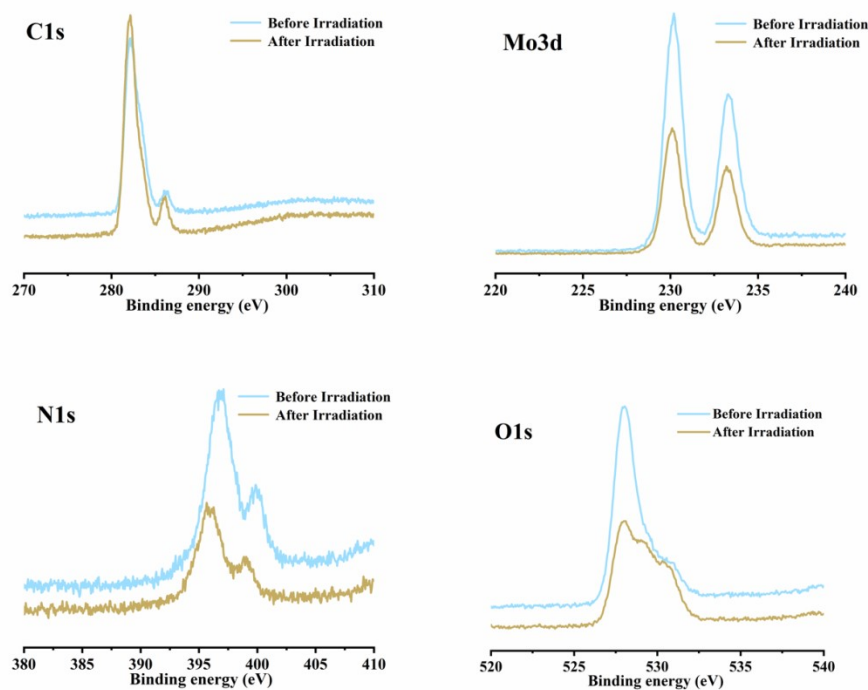 C1s
Before Irradiation
After Irradiation
270 280 290 300 310
Binding energy (eV)
Mo3d
Before Irradiation
After Irradiation
220 225 230 235 240
Binding energy (eV)
N1s
Before Irradiation
After Irradiation
380 385 390 395 400 405 410
Binding energy (eV)
O1s
Before Irradiation
After Irradiation
520 525 530 535 540
Binding energy (eV)